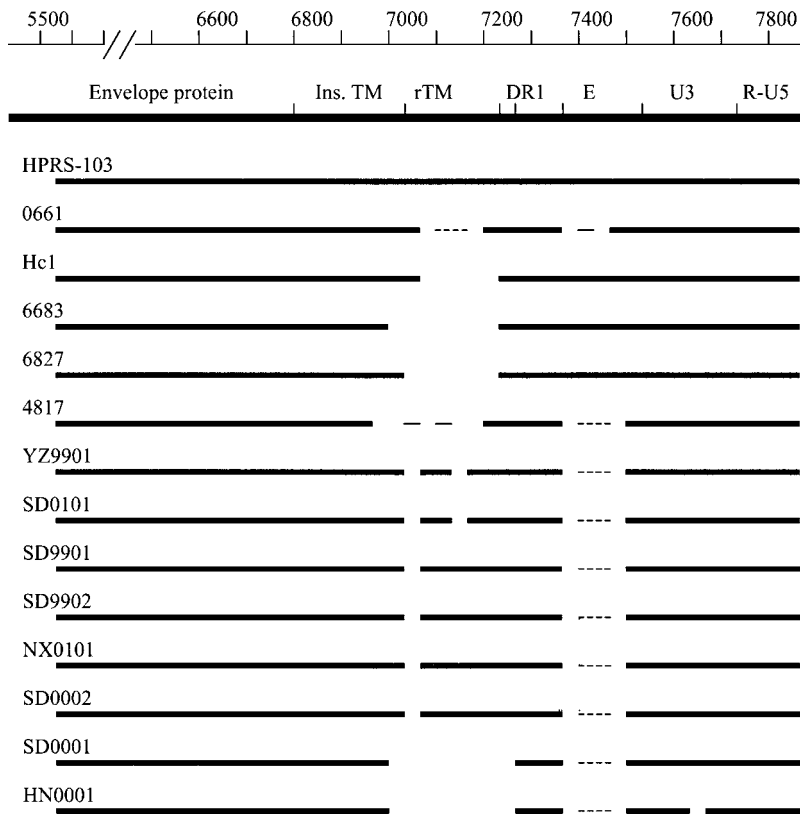 5500 6600 6800 7000 7200 7400 7600 7800
Envelope protein Ins. TM rTM DR1 E U3 R-U5
HPRS-103
0661
Hc1
6683
6827
4817
YZ9901
SD0101
SD9901
SD9902
NX0101
SD0002
SD0001
HN0001